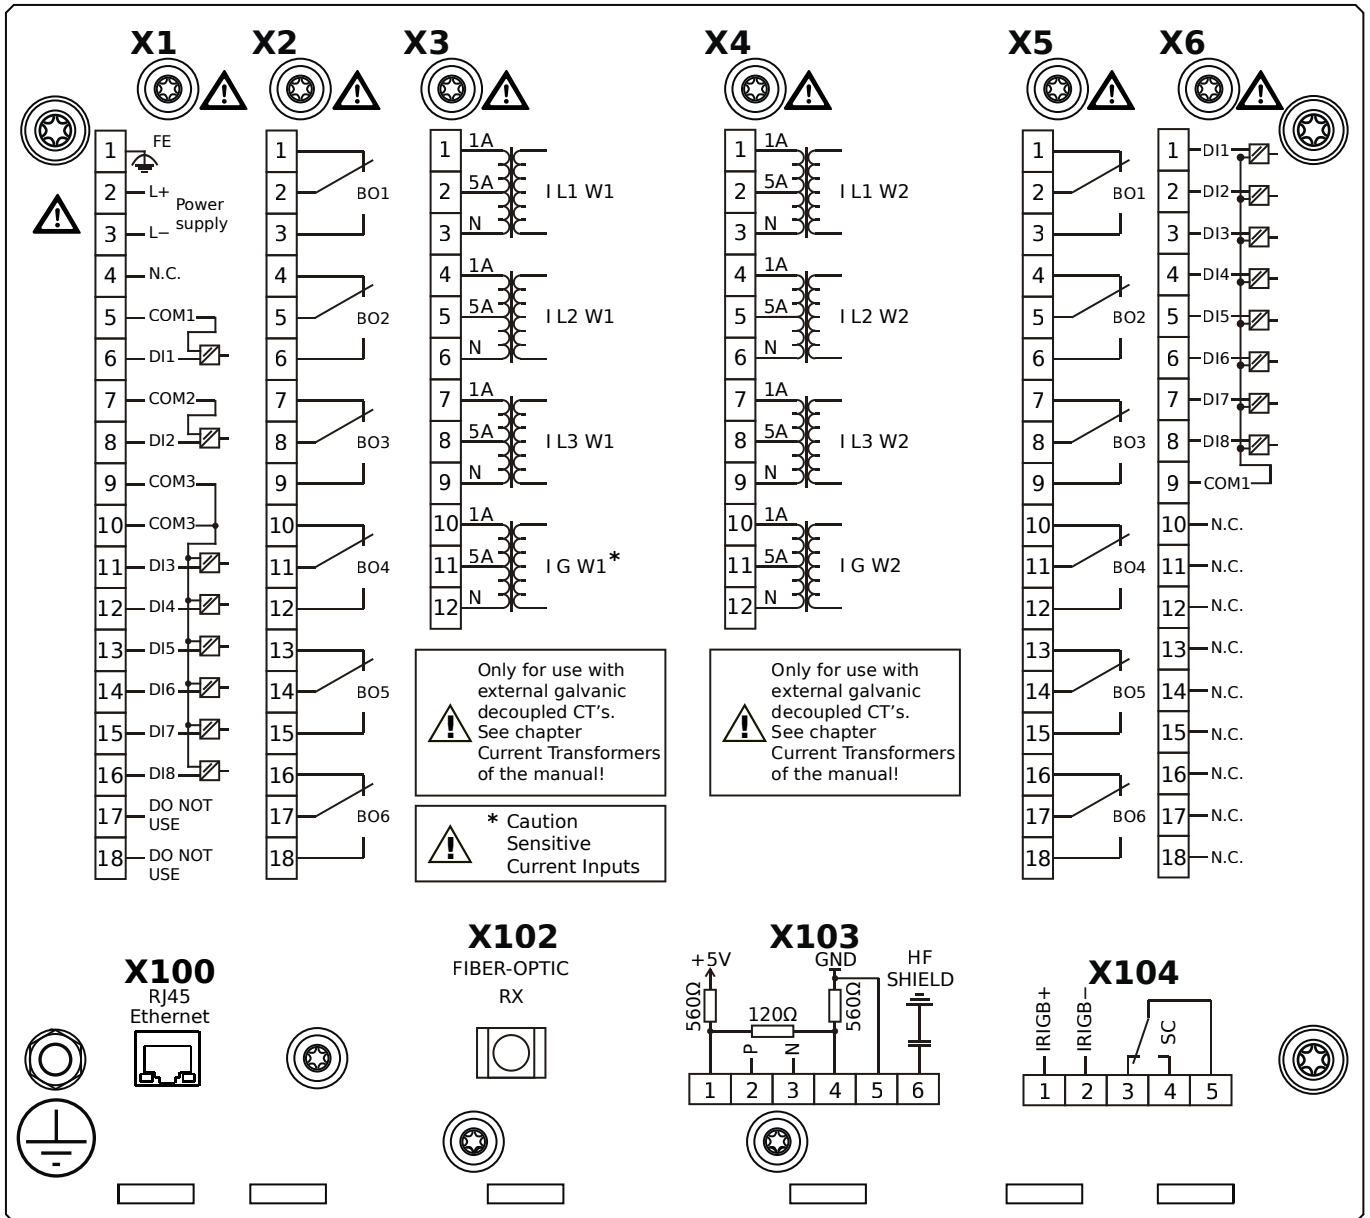 X1
X2
X3
X4
X5
X6
1 FE
2 L+
Power
supply
3 L−
4 N.C.
5 COM1
6 DI1
7 COM2
8 DI2
9 COM3
10 COM3
11 DI3
12 DI4
13 DI5
14 DI6
15 DI7
16 DI8
17 DO NOT
USE
18 DO NOT
USE
1
2 BO1
3
4
5 BO2
6
7
8 BO3
9
10
11 BO4
12
13
14 BO5
15
16
17 BO6
18
1 1A
2 5A I L1 W1
3 N
4 1A
5 5A I L2 W1
6 N
7 1A
8 5A I L3 W1
9 N
10 1A
11 5A I G W1*
12 N
Only for use with
external galvanic
decoupled CT's.
See chapter
Current Transformers
of the manual!
* Caution
Sensitive
Current Inputs
1 1A
2 5A I L1 W2
3 N
4 1A
5 5A I L2 W2
6 N
7 1A
8 5A I L3 W2
9 N
10 1A
11 5A I G W2
12 N
Only for use with
external galvanic
decoupled CT's.
See chapter
Current Transformers
of the manual!
1
2 BO1
3
4
5 BO2
6
7
8 BO3
9
10
11 BO4
12
13
14 BO5
15
16
17 BO6
18
1 DI1
2 DI2
3 DI3
4 DI4
5 DI5
6 DI6
7 DI7
8 DI8
9 COM1
10 N.C.
11 N.C.
12 N.C.
13 N.C.
14 N.C.
15 N.C.
16 N.C.
17 N.C.
18 N.C.
X100
RJ45
Ethernet
X102
FIBER-OPTIC
RX
X103
+5V
GND
HF
SHIELD
560Ω
120Ω
560Ω
P
N
1 2 3 4 5 6
X104
IRIGB+
IRIGB−
SC
1 2 3 4 5